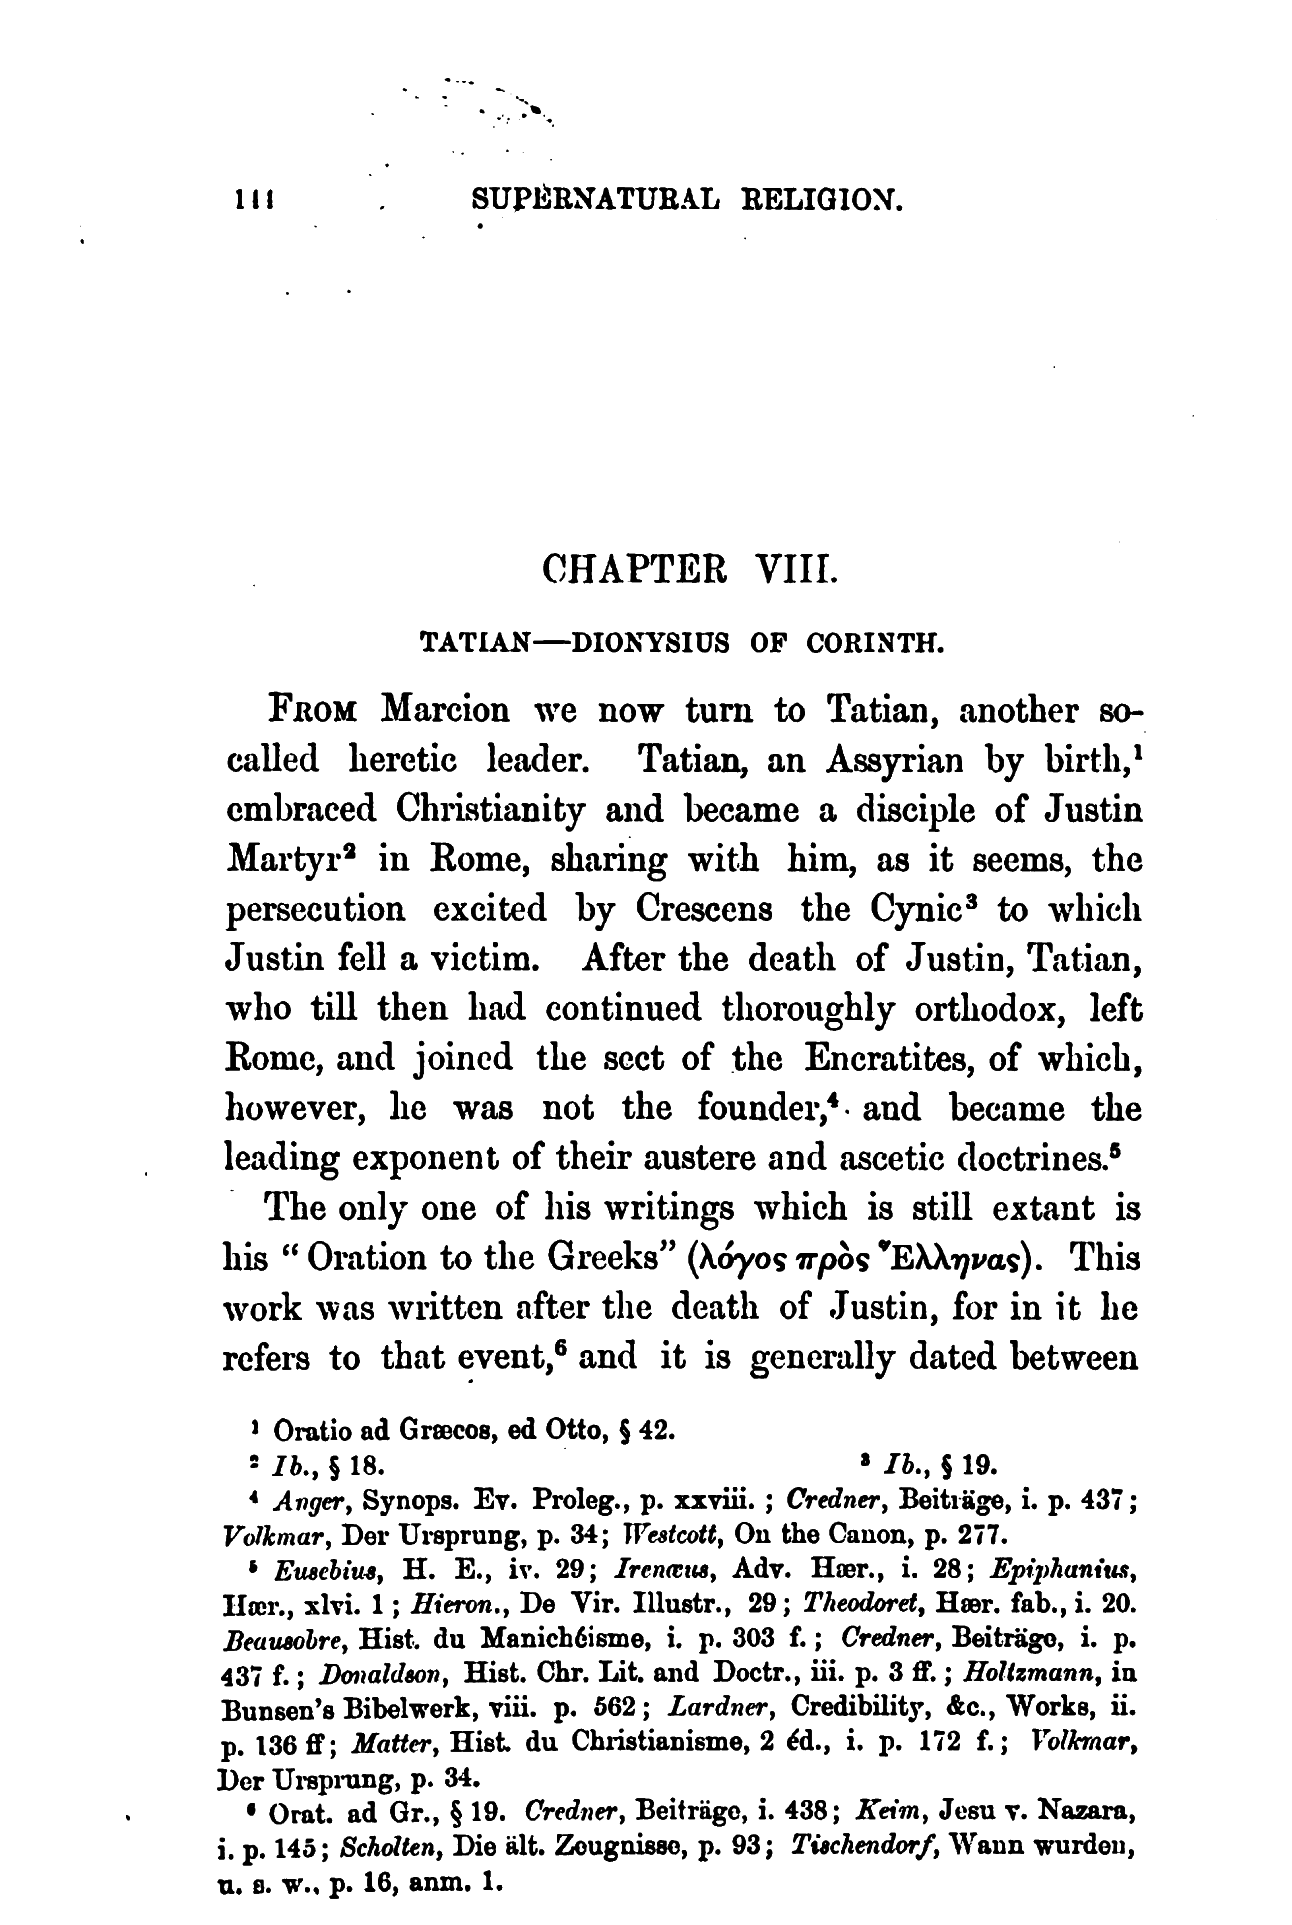 SUPERNATURAL RELIGION.
CHAPTER VIII.
TATIAN—DIONYSIUS OF CORINTH.
FROM Marcion we now turn to Tatian, another so-
called heretic leader. Tatian, an Assyrian by birth,¹
embraced Christianity and became a disciple of Justin
Martyr² in Rome, sharing with him, as it seems, the
persecution excited by Crescens the Cynic³ to which
Justin fell a victim. After the death of Justin, Tatian,
who till then had continued thoroughly orthodox, left
Rome, and joined the sect of the Encratites, of which,
however, he was not the founder,⁴ and became the
leading exponent of their austere and ascetic doctrines.⁵
The only one of his writings which is still extant is
his “Oration to the Greeks” (λόγος πρὸς Ἕλληνας). This
work was written after the death of Justin, for in it he
refers to that event,⁶ and it is generally dated between
¹ Oratio ad Græcos, ed Otto, § 42.
² Ib., § 18. ³ Ib., § 19.
⁴ Anger, Synops. Ev. Proleg., p. xxviii. ; Credner, Beiträge, i. p. 437;
Volkmar, Der Ursprung, p. 34; Westcott, On the Canon, p. 277.
⁵ Eusebius, H. E., iv. 29; Irenæus, Adv. Hær., i. 28; Epiphanius,
Hær., xlvi. 1; Hieron., De Vir. Illustr., 29; Theodoret, Hær. fab., i. 20.
Beausobre, Hist. du Manichéisme, i. p. 303 f.; Credner, Beiträge, i. p.
437 f.; Donaldson, Hist. Chr. Lit. and Doctr., iii. p. 3 ff.; Holtzmann, in
Bunsen's Bibelwerk, viii. p. 562; Lardner, Credibility, &c., Works, ii.
p. 136 ff; Matter, Hist. du Christianisme, 2 éd., i. p. 172 f.; Volkmar,
Der Ursprung, p. 34.
⁶ Orat. ad Gr., § 19. Credner, Beiträge, i. 438; Keim, Jesu v. Nazara,
i. p. 145; Scholten, Die ält. Zeugnisse, p. 93; Tischendorf, Wann wurden,
u. s. w., p. 16, anm. 1.